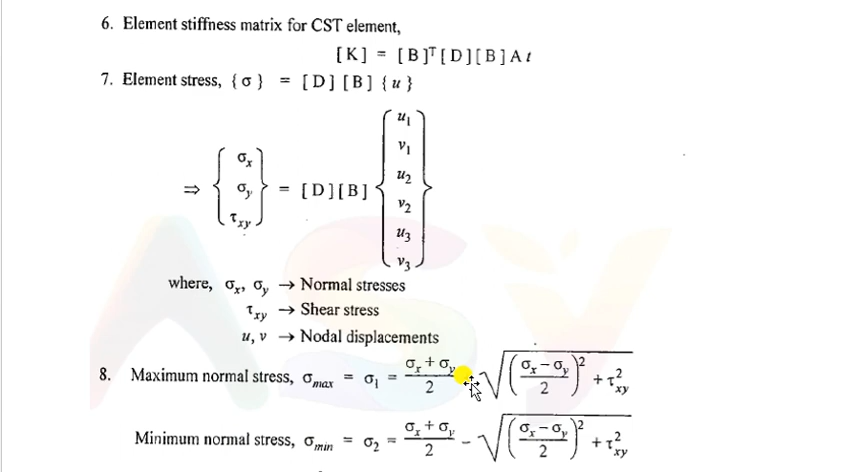 6. Element stiffness matrix for CST element,
[K] = [B]ᵀ[D][B]A t
7. Element stress, {σ} = [D] [B] {u}
⇒ {σx σy τxy} = [D][B] {u1 v1 u2 v2 u3 v3}
where, σx, σy → Normal stresses
τxy → Shear stress
u, v → Nodal displacements
8. Maximum normal stress, σmax = σ1 = (σx + σy)/2 √((σx − σy)/2)² + τ²xy
Minimum normal stress, σmin = σ2 = (σx + σy)/2 − √((σx − σy)/2)² + τ²xy